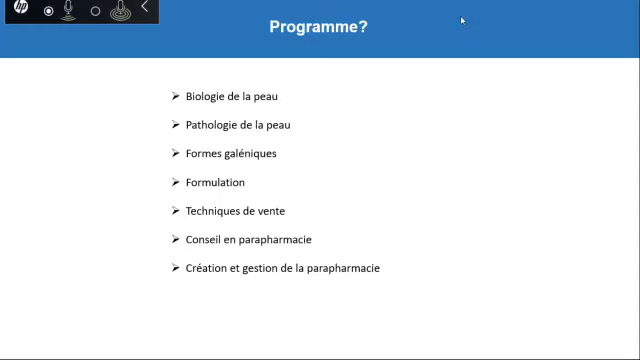 hp
Programme?
Biologie de la peau
Pathologie de la peau
Formes galéniques
Formulation
Techniques de vente
Conseil en parapharmacie
Création et gestion de la parapharmacie